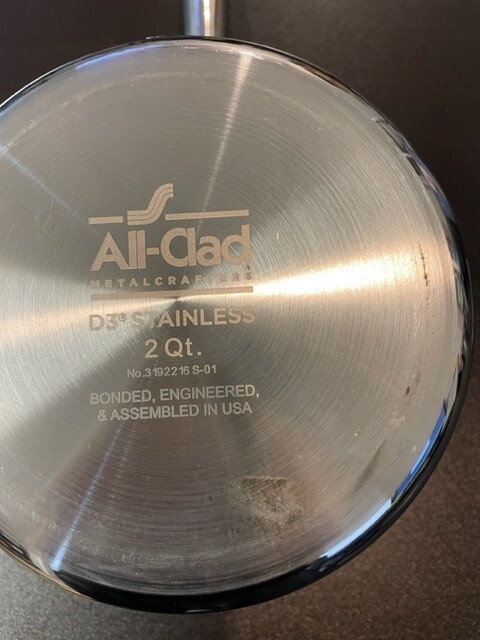 All-Clad
METALCRAFTERS
D3® STAINLESS
2 Qt.
No.3192216 S-01
BONDED, ENGINEERED,
& ASSEMBLED IN USA